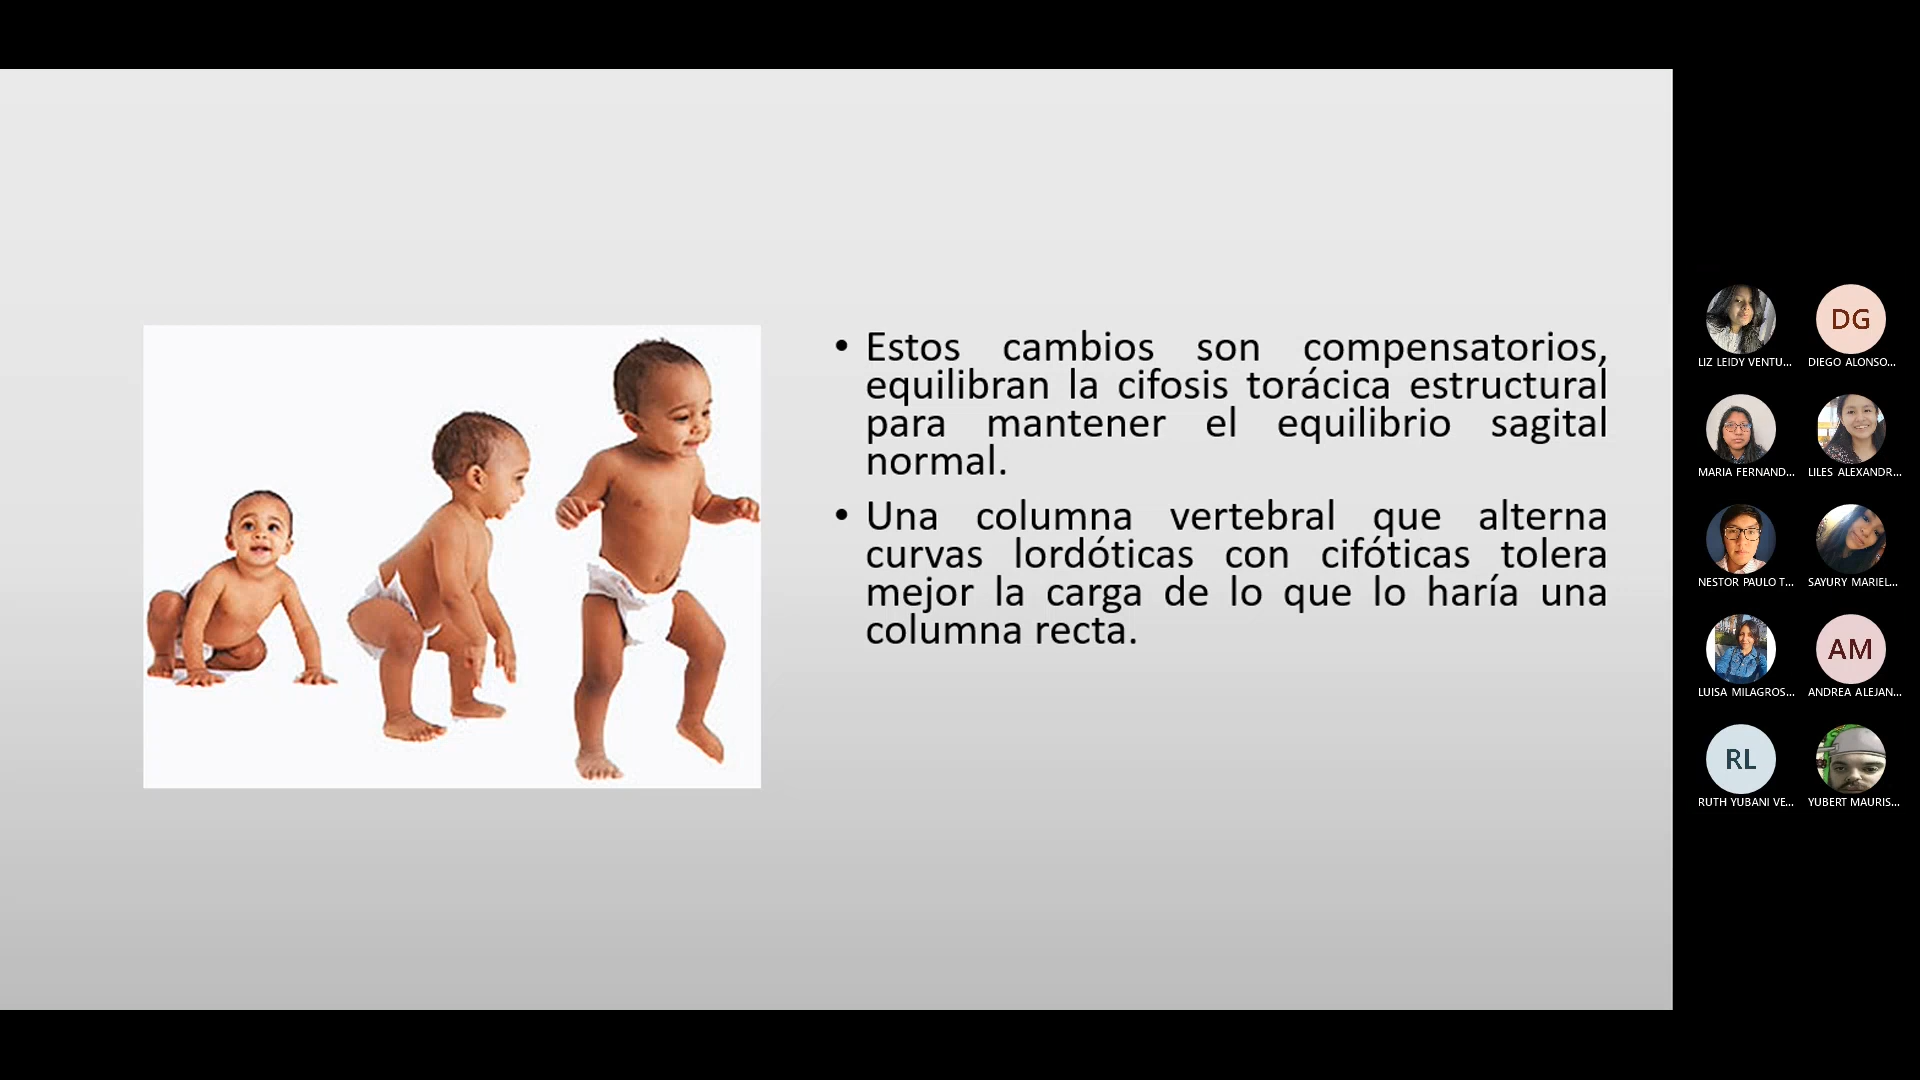 • Estos cambios son compensatorios,
equilibran la cifosis torácica estructural
para mantener el equilibrio sagital
normal.
• Una columna vertebral que alterna
curvas lordóticas con cifóticas tolera
mejor la carga de lo que lo haría una
columna recta.
LIZ LEIDY VENTU...
DG
DIEGO ALONSO...
MARIA FERNAND...
LILES ALEXANDR...
NESTOR PAULO T...
SAYURY MARIEL...
LUISA MILAGROS...
AM
ANDREA ALEJAN...
RL
RUTH YUBANI VE...
YUBERT MAURIS...